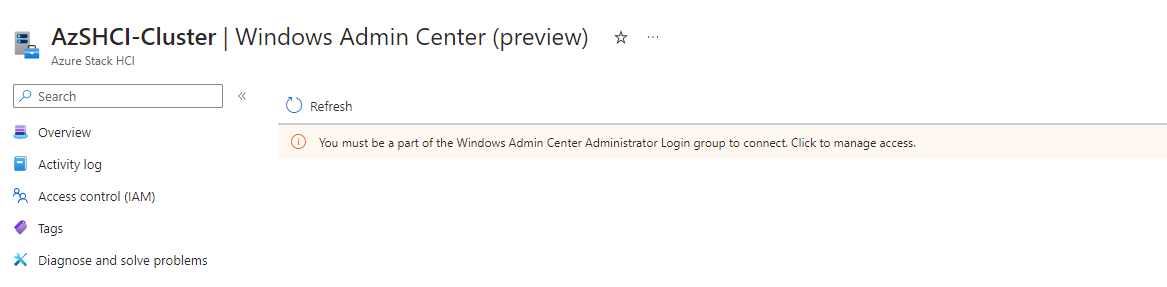 AzSHCI-Cluster | Windows Admin Center (preview)
Azure Stack HCI
Search
Refresh
You must be a part of the Windows Admin Center Administrator Login group to connect. Click to manage access.
Overview
Activity log
Access control (IAM)
Tags
Diagnose and solve problems